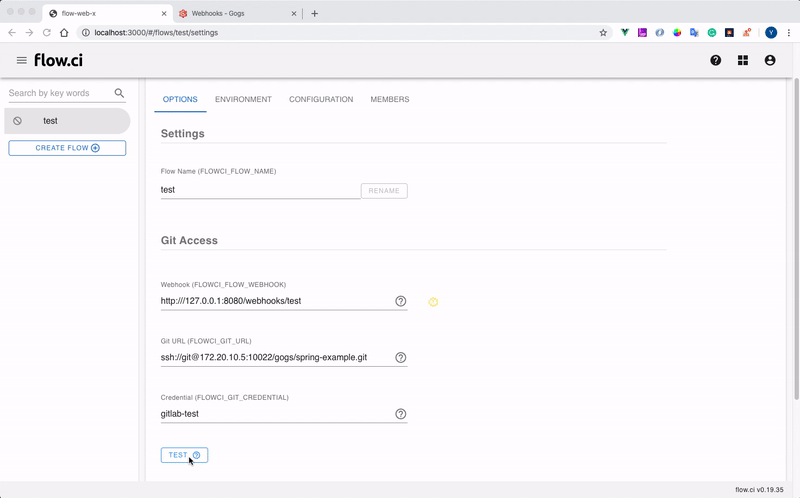 flow-web-x
Webhooks - Gogs
localhost:3000/#/flows/test/settings
Y
flow.ci
Search by key words
test
CREATE FLOW
OPTIONS
ENVIRONMENT
CONFIGURATION
MEMBERS
Settings
Flow Name (FLOWCI_FLOW_NAME)
test
RENAME
Git Access
Webhook (FLOWCI_FLOW_WEBHOOK)
http:///127.0.0.1:8080/webhooks/test
Git URL (FLOWCI_GIT_URL)
ssh://git@172.20.10.5:10022/gogs/spring-example.git
Credential (FLOWCI_GIT_CREDENTIAL)
gitlab-test
TEST
flow.ci v0.19.35